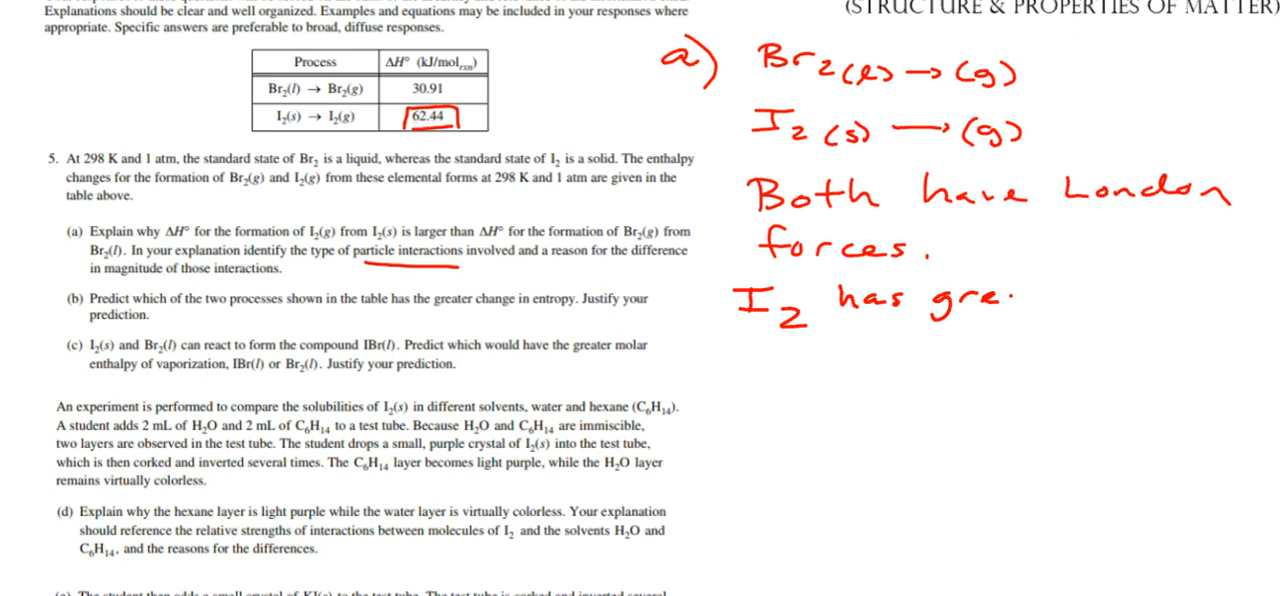 Explanations should be clear and well organized. Examples and equations may be included in your responses where
(STRUCTURE & PROPERTIES OF MATTER)
appropriate. Specific answers are preferable to broad, diffuse responses.
Process ΔH° (kJ/mol_rxn)
Br₂(l) → Br₂(g) 30.91
I₂(s) → I₂(g) 62.44
5. At 298 K and 1 atm, the standard state of Br₂ is a liquid, whereas the standard state of I₂ is a solid. The enthalpy
changes for the formation of Br₂(g) and I₂(g) from these elemental forms at 298 K and 1 atm are given in the
table above.
(a) Explain why ΔH° for the formation of I₂(g) from I₂(s) is larger than ΔH° for the formation of Br₂(g) from
Br₂(l). In your explanation identify the type of particle interactions involved and a reason for the difference
in magnitude of those interactions.
(b) Predict which of the two processes shown in the table has the greater change in entropy. Justify your
prediction.
(c) I₂(s) and Br₂(l) can react to form the compound IBr(l). Predict which would have the greater molar
enthalpy of vaporization, IBr(l) or Br₂(l). Justify your prediction.
An experiment is performed to compare the solubilities of I₂(s) in different solvents, water and hexane (C₆H₁₄).
A student adds 2 mL of H₂O and 2 mL of C₆H₁₄ to a test tube. Because H₂O and C₆H₁₄ are immiscible,
two layers are observed in the test tube. The student drops a small, purple crystal of I₂(s) into the test tube,
which is then corked and inverted several times. The C₆H₁₄ layer becomes light purple, while the H₂O layer
remains virtually colorless.
(d) Explain why the hexane layer is light purple while the water layer is virtually colorless. Your explanation
should reference the relative strengths of interactions between molecules of I₂ and the solvents H₂O and
C₆H₁₄, and the reasons for the differences.
a) Br₂(l) → (g)
I₂(s) → (g)
Both have London
forces.
I₂ has gre